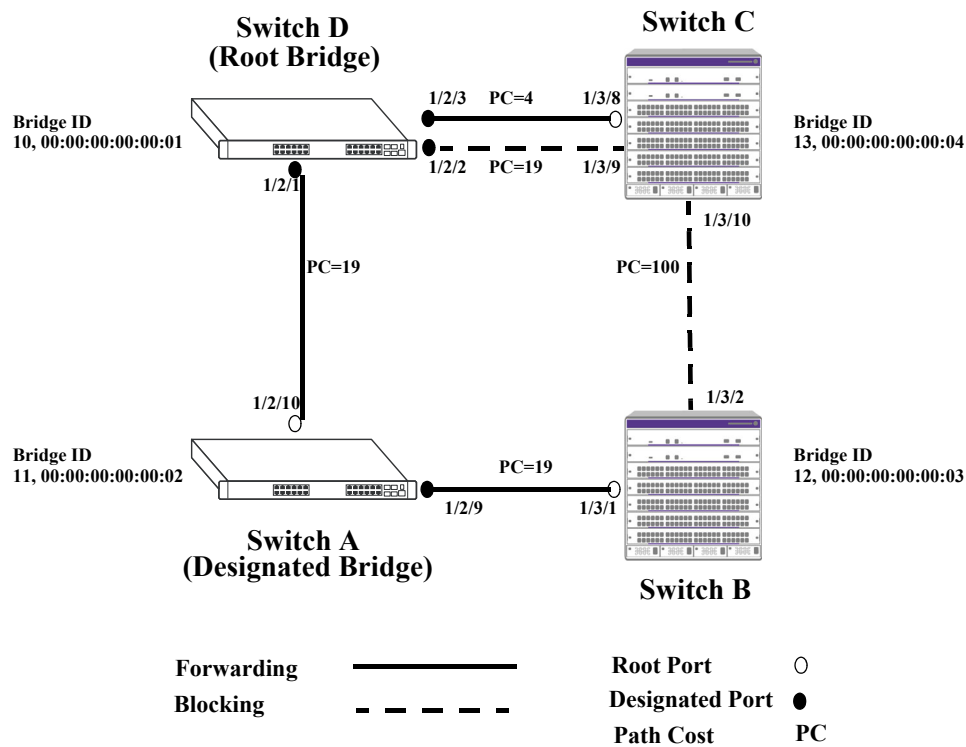 Switch D
(Root Bridge)
Switch C
Bridge ID
10, 00:00:00:00:00:01
1/2/3 PC=4 1/3/8
1/2/2 PC=19 1/3/9
Bridge ID
13, 00:00:00:00:00:04
1/2/1
1/3/10
PC=19
PC=100
1/2/10
1/3/2
Bridge ID
11, 00:00:00:00:00:02
PC=19
1/2/9 1/3/1
Bridge ID
12, 00:00:00:00:00:03
Switch A
(Designated Bridge)
Switch B
Forwarding
Blocking
Root Port
Designated Port
Path Cost PC